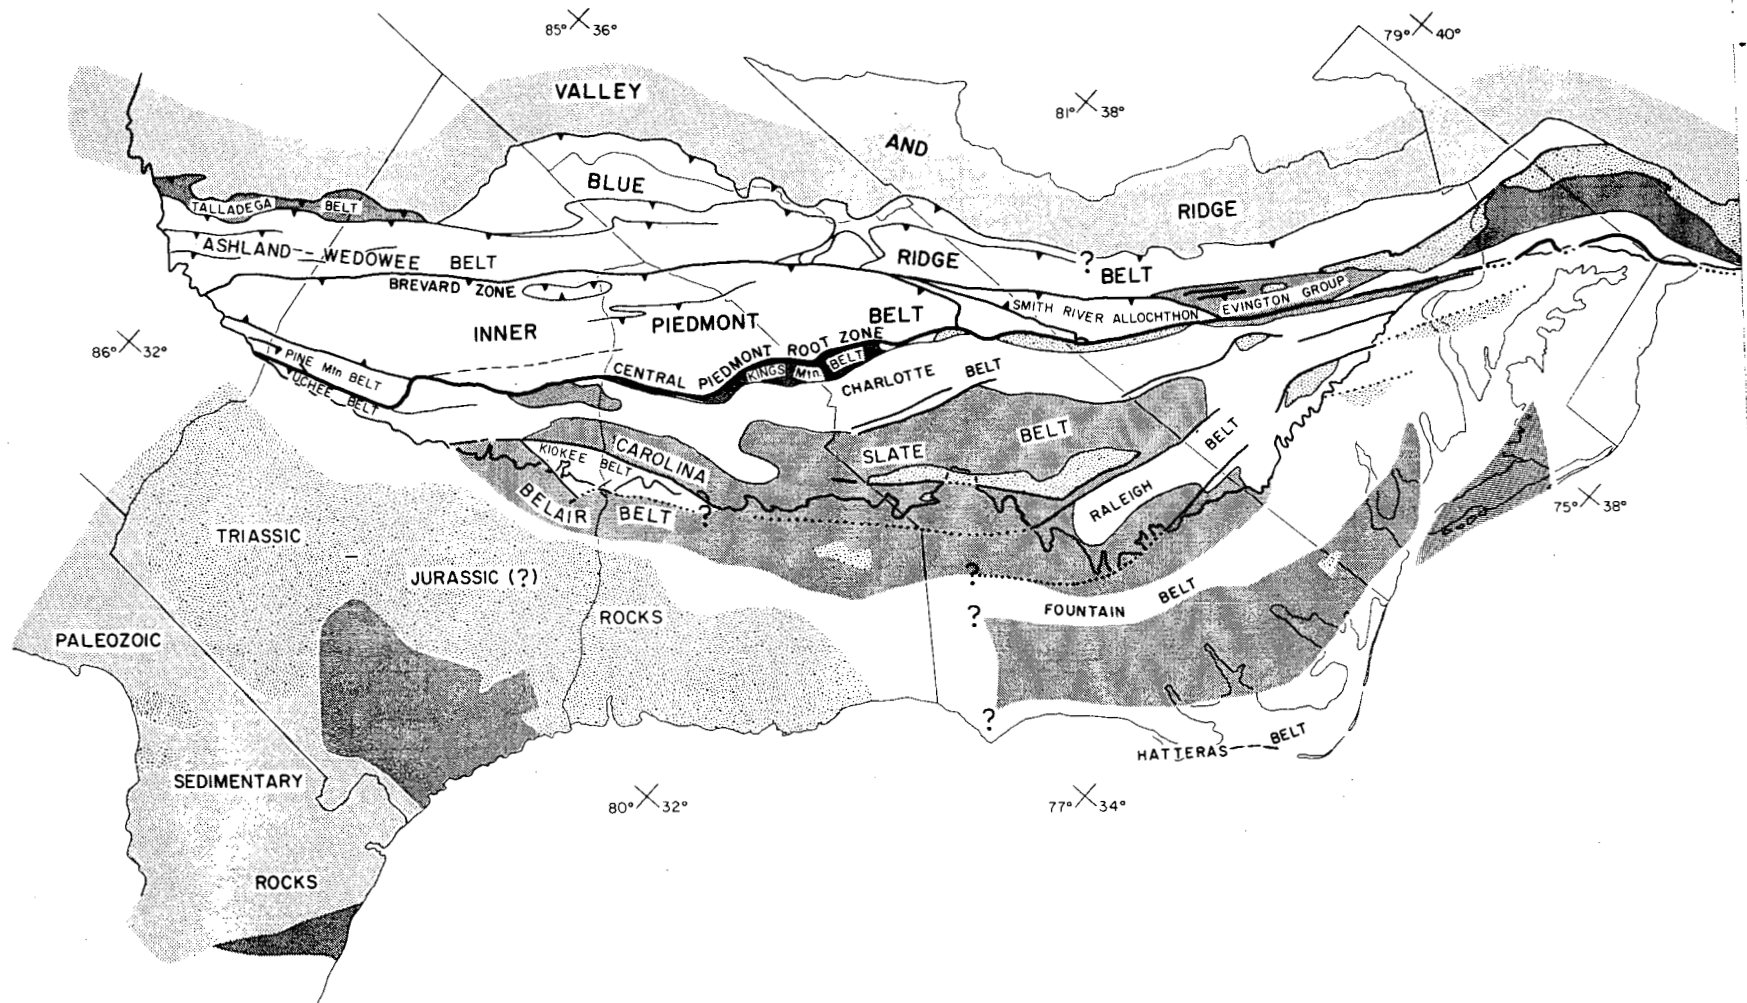 85° 36°
79° 40°
VALLEY
81° 38°
AND
BLUE
TALLADEGA BELT
RIDGE
ASHLAND--WEDOWEE BELT
RIDGE
?
BELT
BREVARD ZONE
SMITH RIVER ALLOCHTHON
EVINGTON GROUP
INNER PIEDMONT BELT
86° 32°
PINE Mtn BELT
UCHEE BELT
CENTRAL PIEDMONT ROOT ZONE
KINGS Mtn. BELT
CHARLOTTE BELT
CAROLINA SLATE BELT
KIOKEE BELT
BELAIR BELT
?
RALEIGH BELT
75° 38°
TRIASSIC
JURASSIC (?)
ROCKS
?
FOUNTAIN BELT
?
PALEOZOIC
?
HATTERAS BELT
SEDIMENTARY
80° 32°
77° 34°
ROCKS